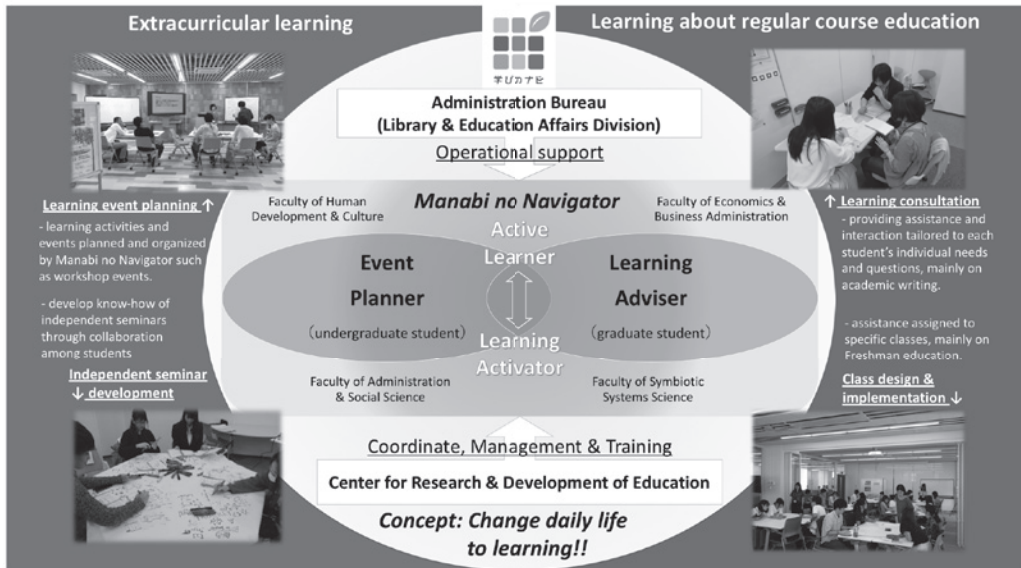 Extracurricular learning
Learning about regular course education
学びのナビ
Administration Bureau
(Library & Education Affairs Division)
Operational support
Learning event planning ↑
- learning activities and
events planned and organized
by Manabi no Navigator such
as workshop events.
- develop know-how of
independent seminars
through collaboration
among students
Independent seminar
↓ development
Faculty of Human
Development & Culture
Manabi no Navigator
Faculty of Economics &
Business Administration
Active
Learner
Event
Planner
(undergraduate student)
Learning
Adviser
(graduate student)
Learning
Activator
Faculty of Administration
& Social Science
Faculty of Symbiotic
Systems Science
↑ Learning consultation
- providing assistance and
interaction tailored to each
student's individual needs
and questions, mainly on
academic writing.
- assistance assigned to
specific classes, mainly on
Freshman education.
Class design &
implementation ↓
Coordinate, Management & Training
Center for Research & Development of Education
Concept: Change daily life
to learning!!